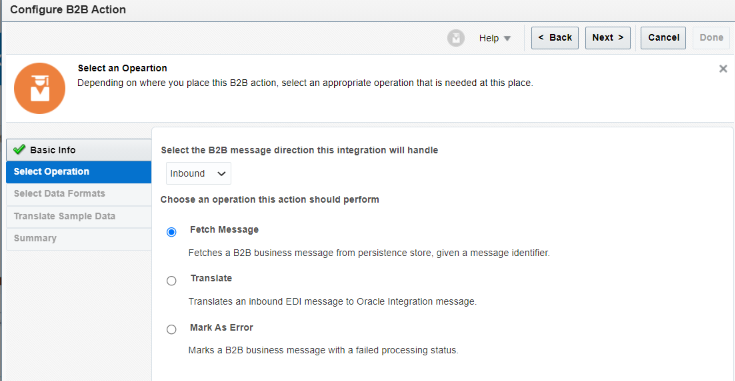 Configure B2B Action
Help
< Back
Next >
Cancel
Done
Select an Opeartion
Depending on where you place this B2B action, select an appropriate operation that is needed at this place.
Basic Info
Select Operation
Select Data Formats
Translate Sample Data
Summary
Select the B2B message direction this integration will handle
Inbound
Choose an operation this action should perform
Fetch Message
Fetches a B2B business message from persistence store, given a message identifier.
Translate
Translates an inbound EDI message to Oracle Integration message.
Mark As Error
Marks a B2B business message with a failed processing status.